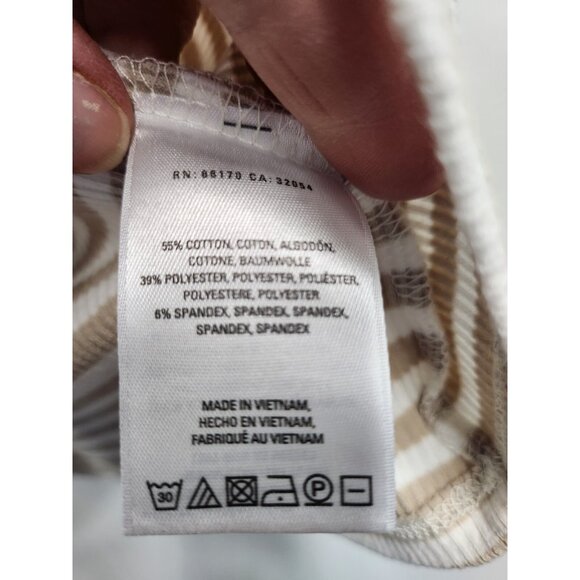 RN: 66170 CA: 32054
55% COTTON, COTON, ALGODÓN,
COTONE, BAUMWOLLE
39% POLYESTER, POLYESTER, POLIÉSTER,
POLYESTERE, POLYESTER
6% SPANDEX, SPANDEX, SPANDEX,
SPANDEX, SPANDEX
MADE IN VIETNAM,
HECHO EN VIETNAM,
FABRIQUÉ AU VIETNAM
30 P